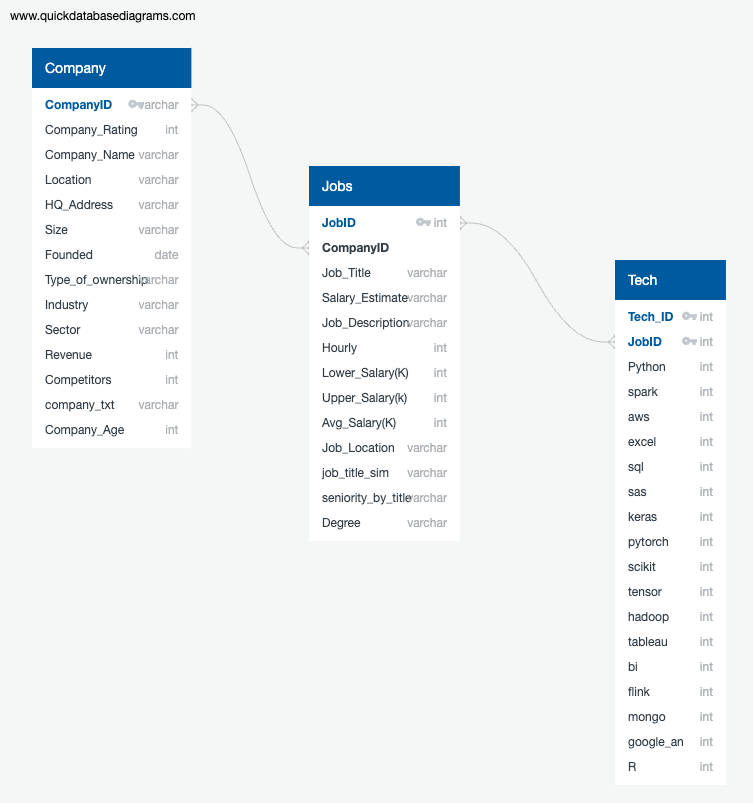 www.quickdatabasediagrams.com
Company
CompanyID varchar
Company_Rating int
Company_Name varchar
Location varchar
HQ_Address varchar
Size varchar
Founded date
Type_of_ownership varchar
Industry varchar
Sector varchar
Revenue int
Competitors int
company_txt varchar
Company_Age int
Jobs
JobID int
CompanyID
Job_Title varchar
Salary_Estimate varchar
Job_Description varchar
Hourly int
Lower_Salary(K) int
Upper_Salary(k) int
Avg_Salary(K) int
Job_Location varchar
job_title_sim varchar
seniority_by_title varchar
Degree varchar
Tech
Tech_ID int
JobID int
Python int
spark int
aws int
excel int
sql int
sas int
keras int
pytorch int
scikit int
tensor int
hadoop int
tableau int
bi int
flink int
mongo int
google_an int
R int